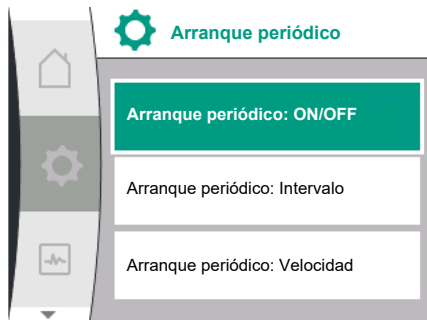 Arranque periódico
Arranque periódico: ON/OFF
Arranque periódico: Intervalo
Arranque periódico: Velocidad